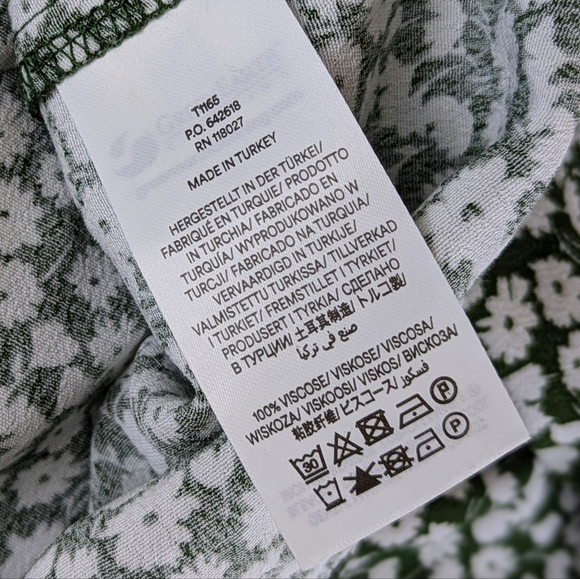 T1165
P.O. 642618
RN 118027
MADE IN TURKEY
HERGESTELLT IN DER TÜRKEI/
FABRIQUÉ EN TURQUIE/ PRODOTTO
IN TURCHIA/ FABRICADO EN
TURQUÍA/ WYPRODUKOWANO W
TURCJI/ FABRICADO NA TURQUIA/
VERVAARDIGD IN TURKIJE/
VALMISTETTU TURKISSA/ TILLVERKAD
I TURKIET/ FREMSTILLET I TYRKIET/
PRODUSERT I TYRKIA/ СДЕЛАНО
В ТУРЦИИ/ 土耳其制造/ トルコ製/
صنع في تركيا
100% VISCOSE/ VISKOSE/ VISCOSA/
WISKOZA/ VISKOOSI/ VISKOS/ ВИСКОЗА/
粘胶纤维/ ビスコース/ فسكوز
30 P
P